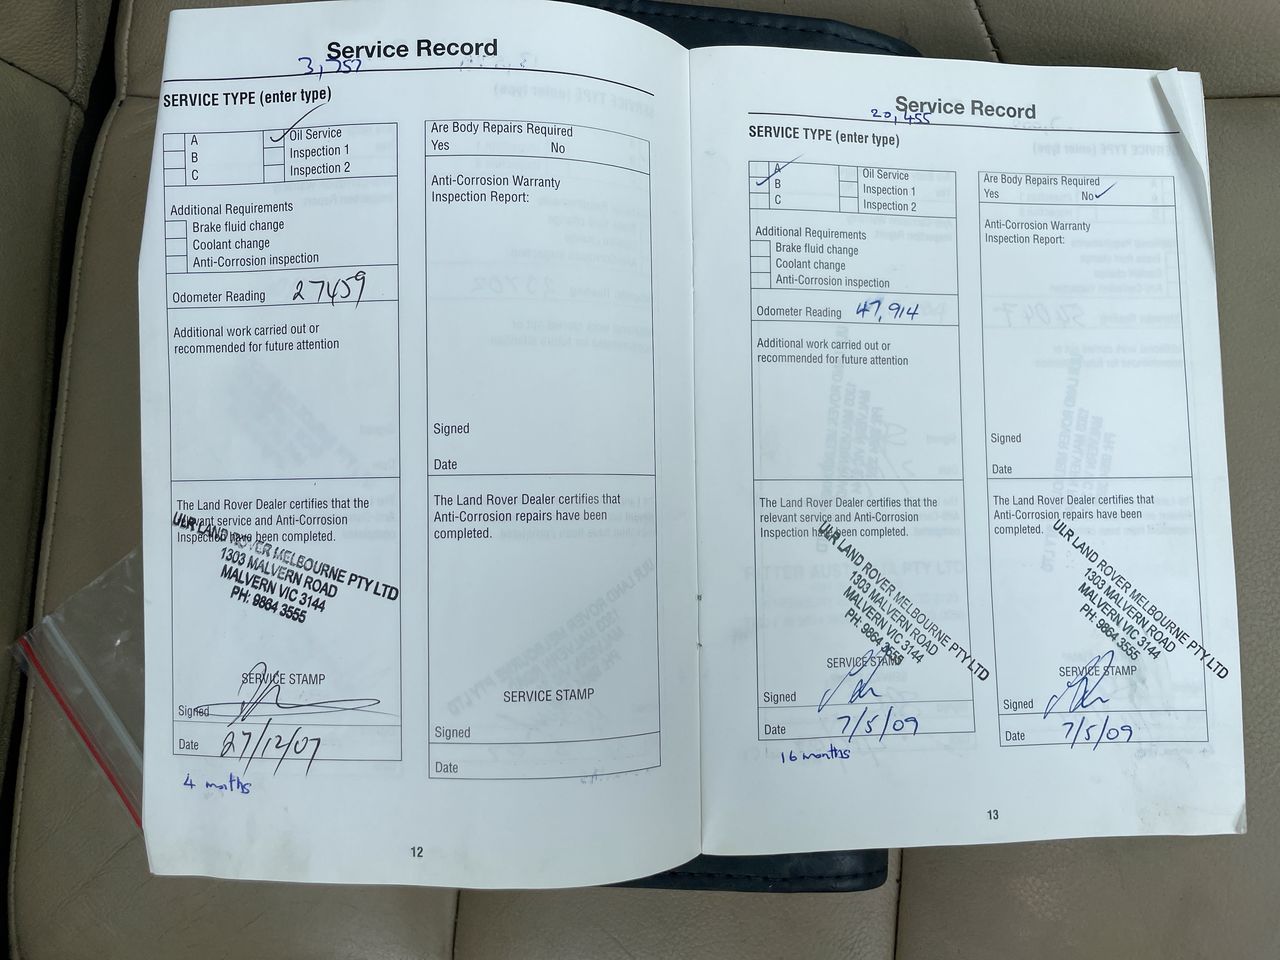 Service Record
3,757
SERVICE TYPE (enter type)
A
B
C
Oil Service
Inspection 1
Inspection 2
Additional Requirements
Brake fluid change
Coolant change
Anti-Corrosion inspection
Odometer Reading 27459
Additional work carried out or
recommended for future attention
The Land Rover Dealer certifies that the
relevant service and Anti-Corrosion
Inspection have been completed.
ULR LAND ROVER MELBOURNE PTY LTD
1303 MALVERN ROAD
MALVERN VIC 3144
PH: 9864 3555
SERVICE STAMP
Signed
Date 27/12/07
4 months
Are Body Repairs Required
Yes No
Anti-Corrosion Warranty
Inspection Report:
Signed
Date
The Land Rover Dealer certifies that
Anti-Corrosion repairs have been
completed.
SERVICE STAMP
Signed
Date
12
Service Record
20,455
SERVICE TYPE (enter type)
A
B
C
Oil Service
Inspection 1
Inspection 2
Additional Requirements
Brake fluid change
Coolant change
Anti-Corrosion inspection
Odometer Reading 47,914
Additional work carried out or
recommended for future attention
The Land Rover Dealer certifies that the
relevant service and Anti-Corrosion
Inspection have been completed.
ULR LAND ROVER MELBOURNE PTY LTD
1303 MALVERN ROAD
MALVERN VIC 3144
PH: 9864 3555
SERVICE STAMP
Signed
Date 7/5/09
16 months
Are Body Repairs Required
Yes No
Anti-Corrosion Warranty
Inspection Report:
Signed
Date
The Land Rover Dealer certifies that
Anti-Corrosion repairs have been
completed.
ULR LAND ROVER MELBOURNE PTY LTD
1303 MALVERN ROAD
MALVERN VIC 3144
PH: 9864 3555
SERVICE STAMP
Signed
Date 7/5/09
13